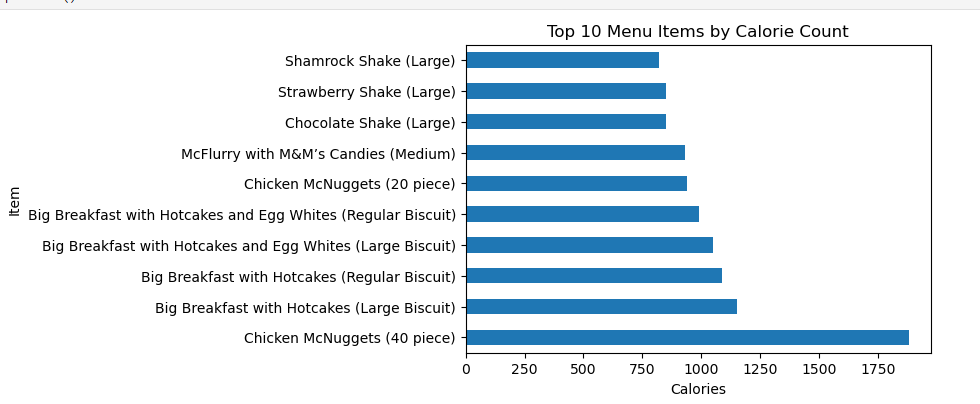 Top 10 Menu Items by Calorie Count
Shamrock Shake (Large)
Strawberry Shake (Large)
Chocolate Shake (Large)
McFlurry with M&M’s Candies (Medium)
Chicken McNuggets (20 piece)
Big Breakfast with Hotcakes and Egg Whites (Regular Biscuit)
Big Breakfast with Hotcakes and Egg Whites (Large Biscuit)
Big Breakfast with Hotcakes (Regular Biscuit)
Big Breakfast with Hotcakes (Large Biscuit)
Chicken McNuggets (40 piece)
Item
0 250 500 750 1000 1250 1500 1750
Calories